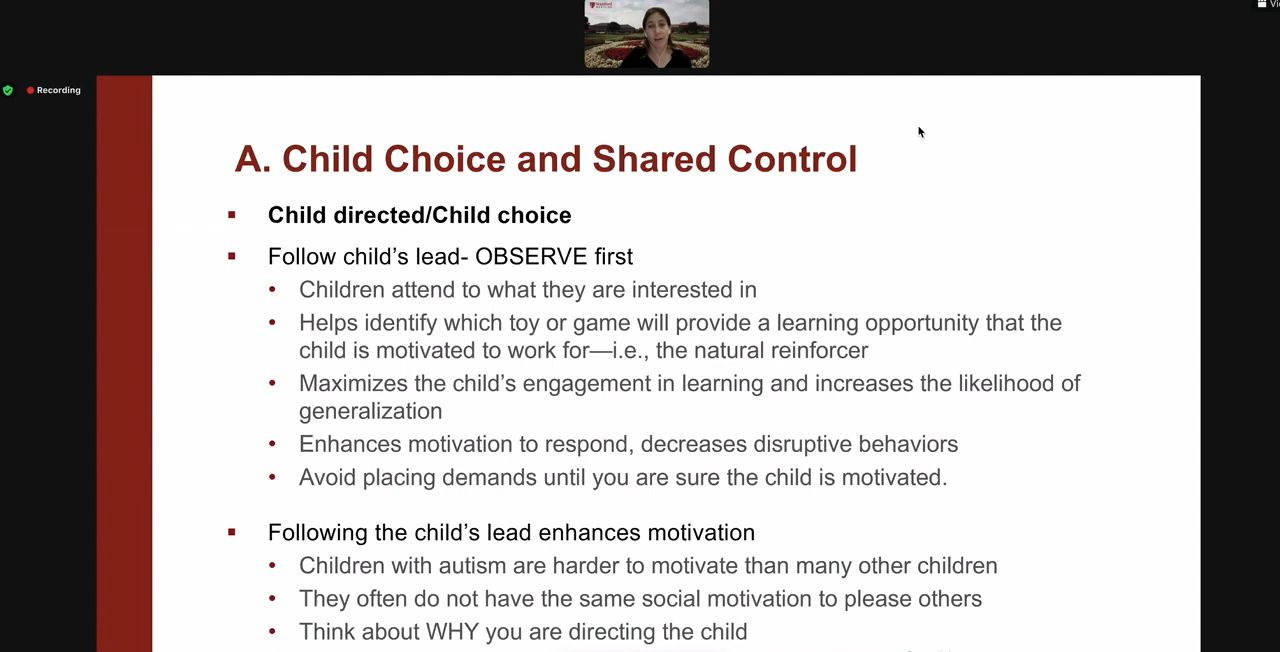 Stanford
Vi
Recording
A. Child Choice and Shared Control
Child directed/Child choice
Follow child's lead- OBSERVE first
Children attend to what they are interested in
Helps identify which toy or game will provide a learning opportunity that the
child is motivated to work for—i.e., the natural reinforcer
Maximizes the child's engagement in learning and increases the likelihood of
generalization
Enhances motivation to respond, decreases disruptive behaviors
Avoid placing demands until you are sure the child is motivated.
Following the child's lead enhances motivation
Children with autism are harder to motivate than many other children
They often do not have the same social motivation to please others
Think about WHY you are directing the child